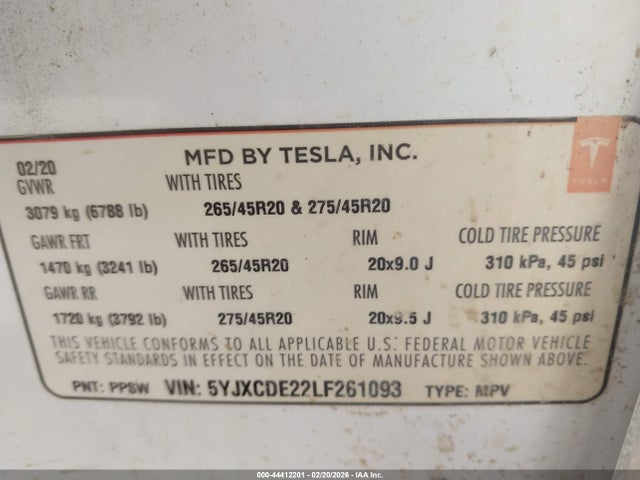 MFD BY TESLA, INC.
TESLA
02/20
GVWR WITH TIRES
3079 kg (6788 lb) 265/45R20 & 275/45R20
GAWR FRT WITH TIRES RIM COLD TIRE PRESSURE
1470 kg (3241 lb) 265/45R20 20x9.0 J 310 kPa, 45 psi
GAWR RR WITH TIRES RIM COLD TIRE PRESSURE
1720 kg (3792 lb) 275/45R20 20x9.5 J 310 kPa, 45 psi
THIS VEHICLE CONFORMS TO ALL APPLICABLE U.S. FEDERAL MOTOR VEHICLE
SAFETY STANDARDS IN EFFECT ON THE DATE OF MANUFACTURE SHOWN ABOVE.
PNT: PPSW VIN: 5YJXCDE22LF261093 TYPE: MPV
000-44412201 - 02/20/2026 - IAA Inc.